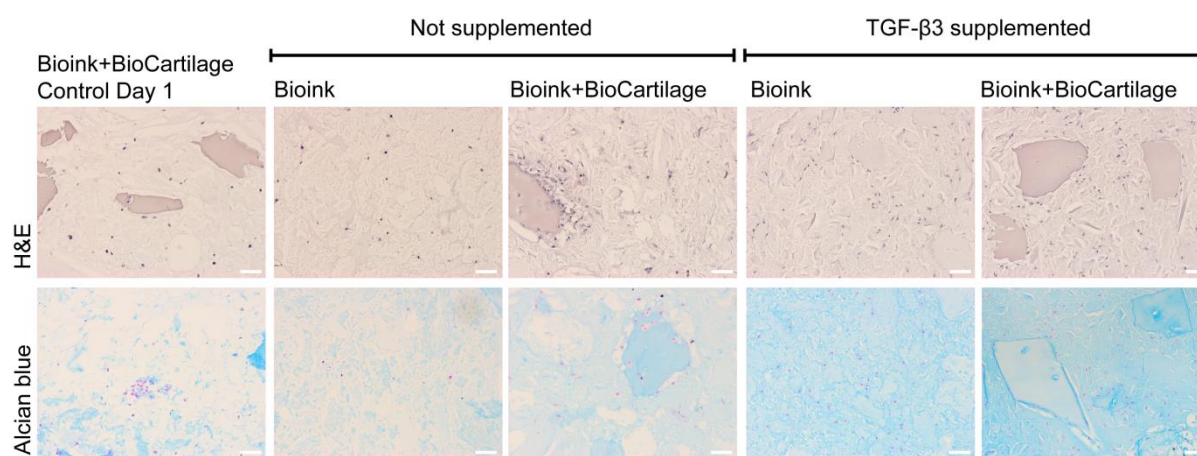 Not supplemented
TGF-β3 supplemented
Bioink+BioCartilage
Control Day 1
Bioink
Bioink+BioCartilage
Bioink
Bioink+BioCartilage
H&E
Alcian blue